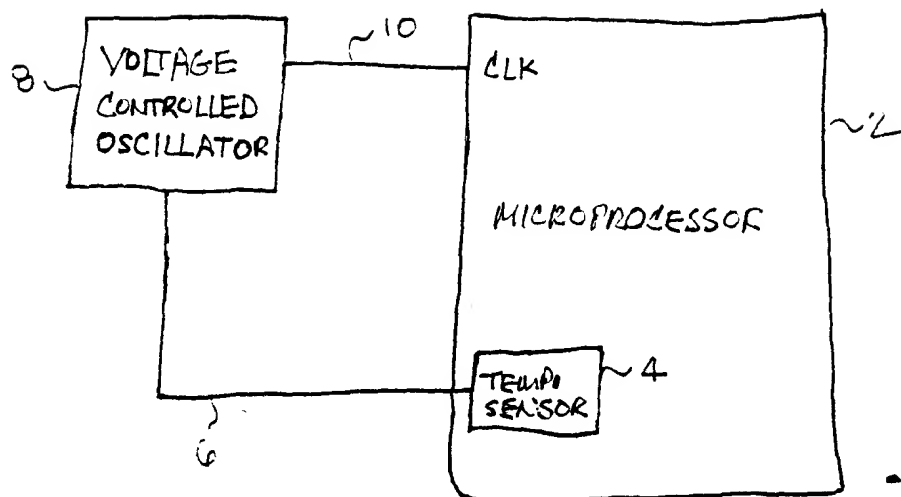 10
8
VOLTAGE
CONTROLLED
OSCILLATOR
CLK
2
MICROPROCESSOR
TEMP.
SENSOR
4
6